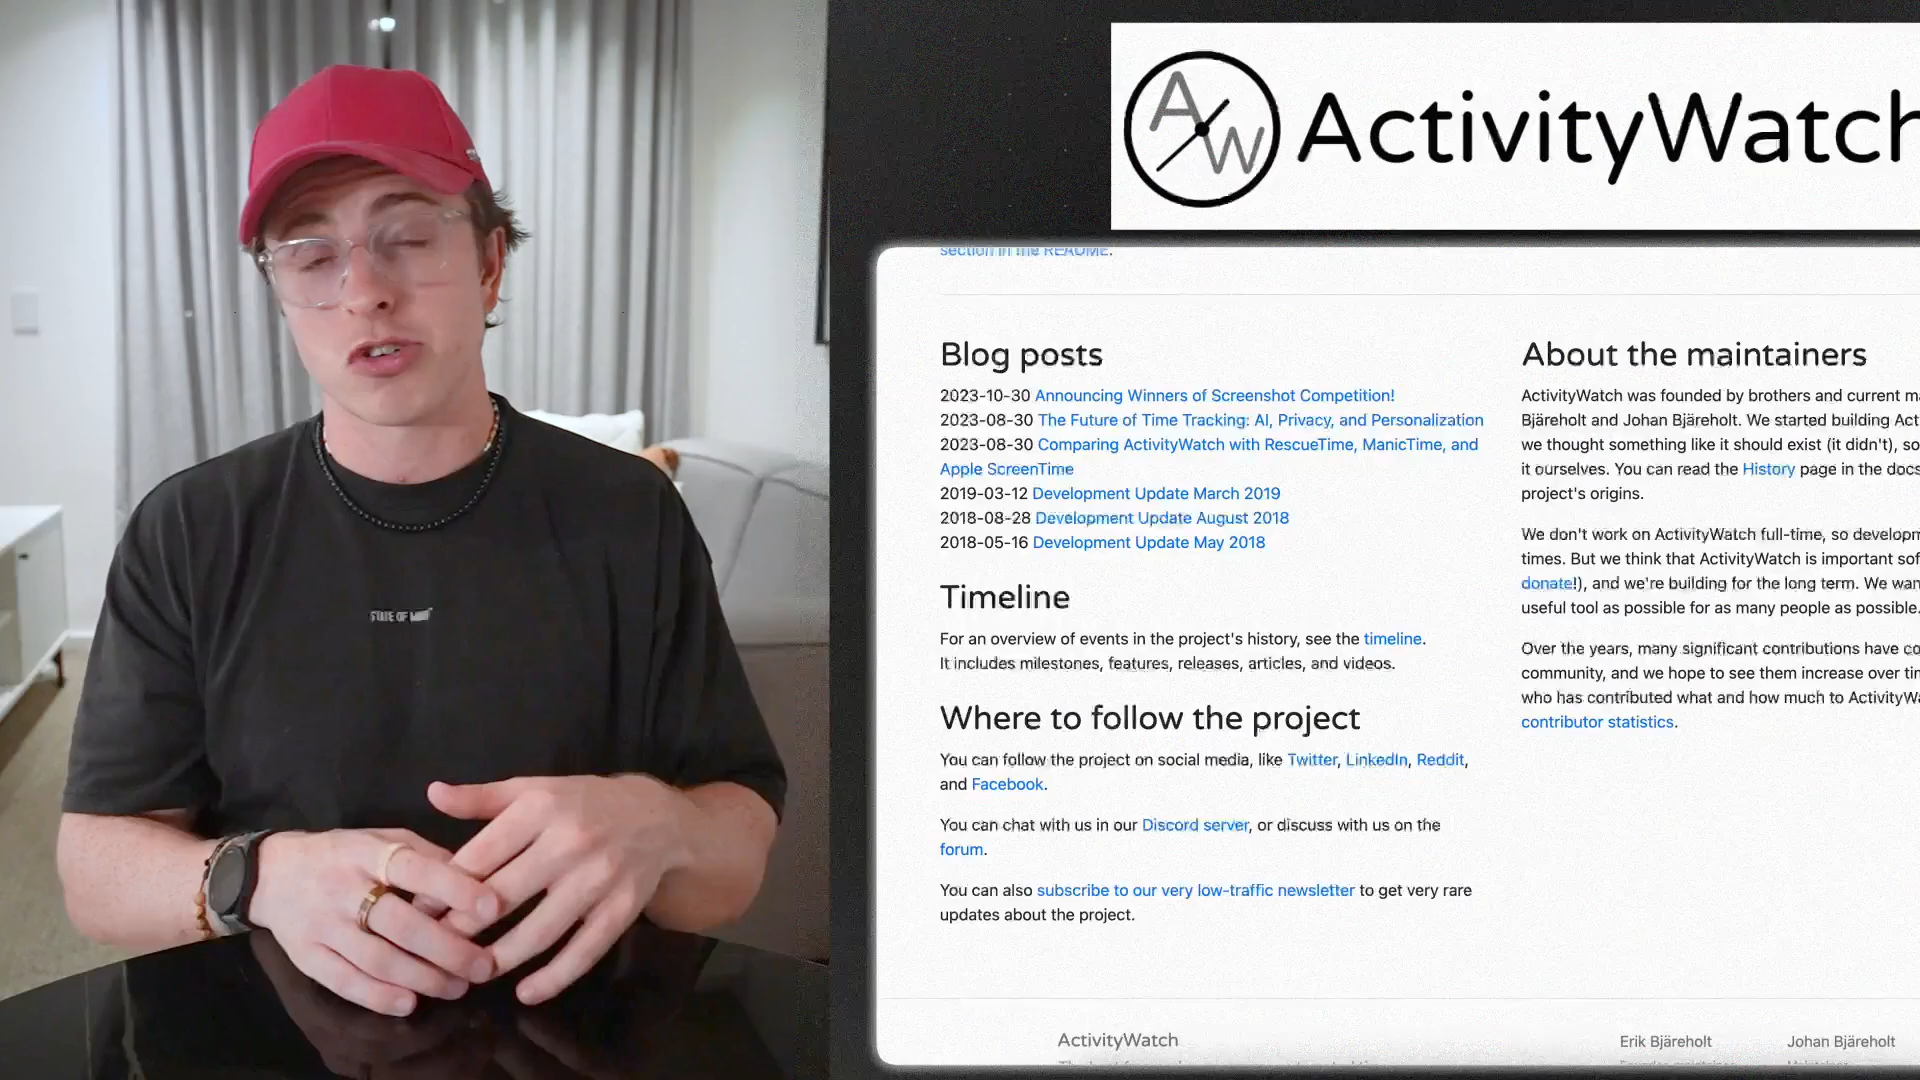 AW ActivityWatch
section in the README.
Blog posts
2023-10-30 Announcing Winners of Screenshot Competition!
2023-08-30 The Future of Time Tracking: AI, Privacy, and Personalization
2023-08-30 Comparing ActivityWatch with RescueTime, ManicTime, and
Apple ScreenTime
2019-03-12 Development Update March 2019
2018-08-28 Development Update August 2018
2018-05-16 Development Update May 2018
Timeline
For an overview of events in the project's history, see the timeline.
It includes milestones, features, releases, articles, and videos.
Where to follow the project
You can follow the project on social media, like Twitter, LinkedIn, Reddit,
and Facebook.
You can chat with us in our Discord server, or discuss with us on the
forum.
You can also subscribe to our very low-traffic newsletter to get very rare
updates about the project.
About the maintainers
ActivityWatch was founded by brothers and current
Bjäreholt and Johan Bjäreholt. We started building
we thought something like it should exist (it didn't), so
it ourselves. You can read the History page in the docs
project's origins.
We don't work on ActivityWatch full-time, so
times. But we think that ActivityWatch is important
donate!), and we're building for the long term. We
useful tool as possible for as many people as possible.
Over the years, many significant contributions have
community, and we hope to see them increase over
who has contributed what and how much to
contributor statistics.
STATE OF MIND
ActivityWatch
Erik Bjäreholt
Johan Bjäreholt